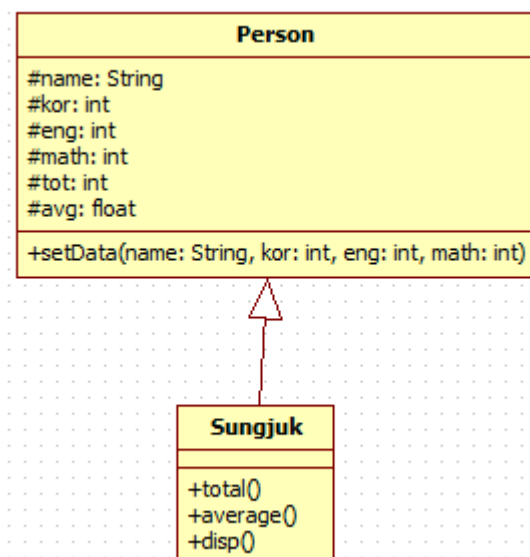 Person
#name: String
#kor: int
#eng: int
#math: int
#tot: int
#avg: float
+setData(name: String, kor: int, eng: int, math: int)
Sungjuk
+total()
+average()
+disp()